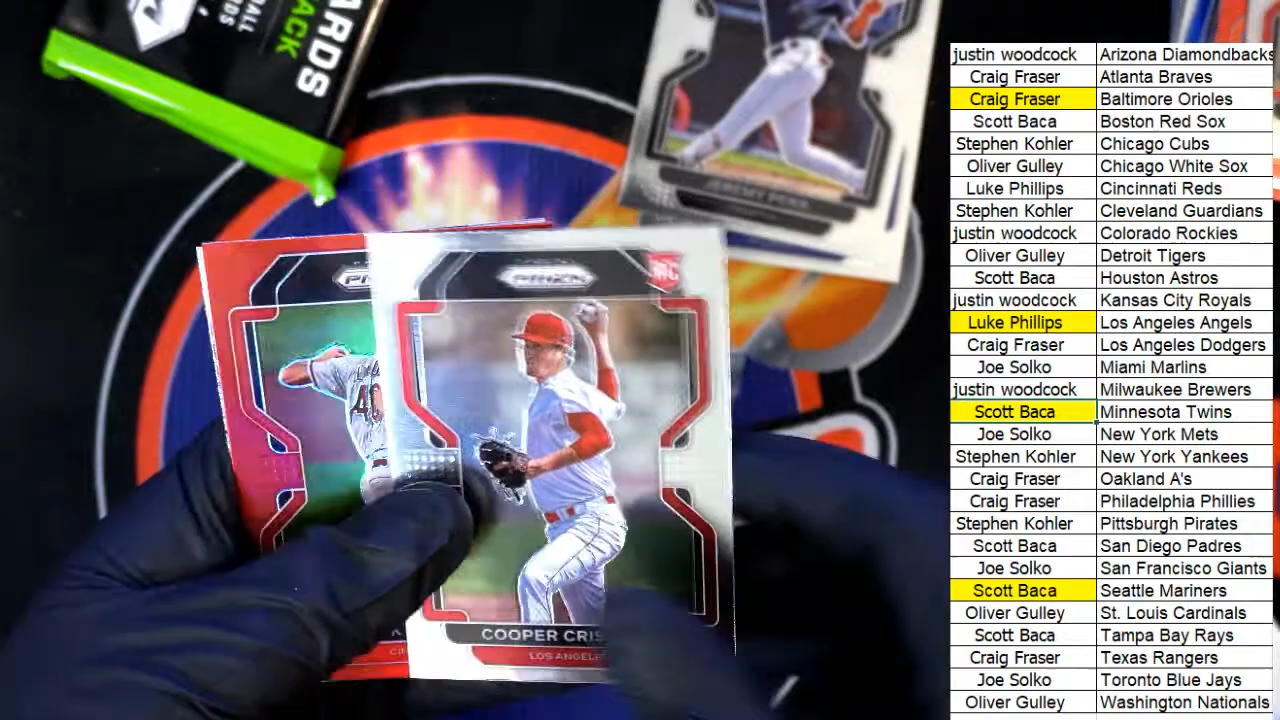 CARDS
PACK
JEREMY PEÑA
PRIZM
RC
40
COOPER CRIS
LOS ANGELE
justin woodcock Arizona Diamondbacks
Craig Fraser Atlanta Braves
Craig Fraser Baltimore Orioles
Scott Baca Boston Red Sox
Stephen Kohler Chicago Cubs
Oliver Gulley Chicago White Sox
Luke Phillips Cincinnati Reds
Stephen Kohler Cleveland Guardians
justin woodcock Colorado Rockies
Oliver Gulley Detroit Tigers
Scott Baca Houston Astros
justin woodcock Kansas City Royals
Luke Phillips Los Angeles Angels
Craig Fraser Los Angeles Dodgers
Joe Solko Miami Marlins
justin woodcock Milwaukee Brewers
Scott Baca Minnesota Twins
Joe Solko New York Mets
Stephen Kohler New York Yankees
Craig Fraser Oakland A's
Craig Fraser Philadelphia Phillies
Stephen Kohler Pittsburgh Pirates
Scott Baca San Diego Padres
Joe Solko San Francisco Giants
Scott Baca Seattle Mariners
Oliver Gulley St. Louis Cardinals
Scott Baca Tampa Bay Rays
Craig Fraser Texas Rangers
Joe Solko Toronto Blue Jays
Oliver Gulley Washington Nationals